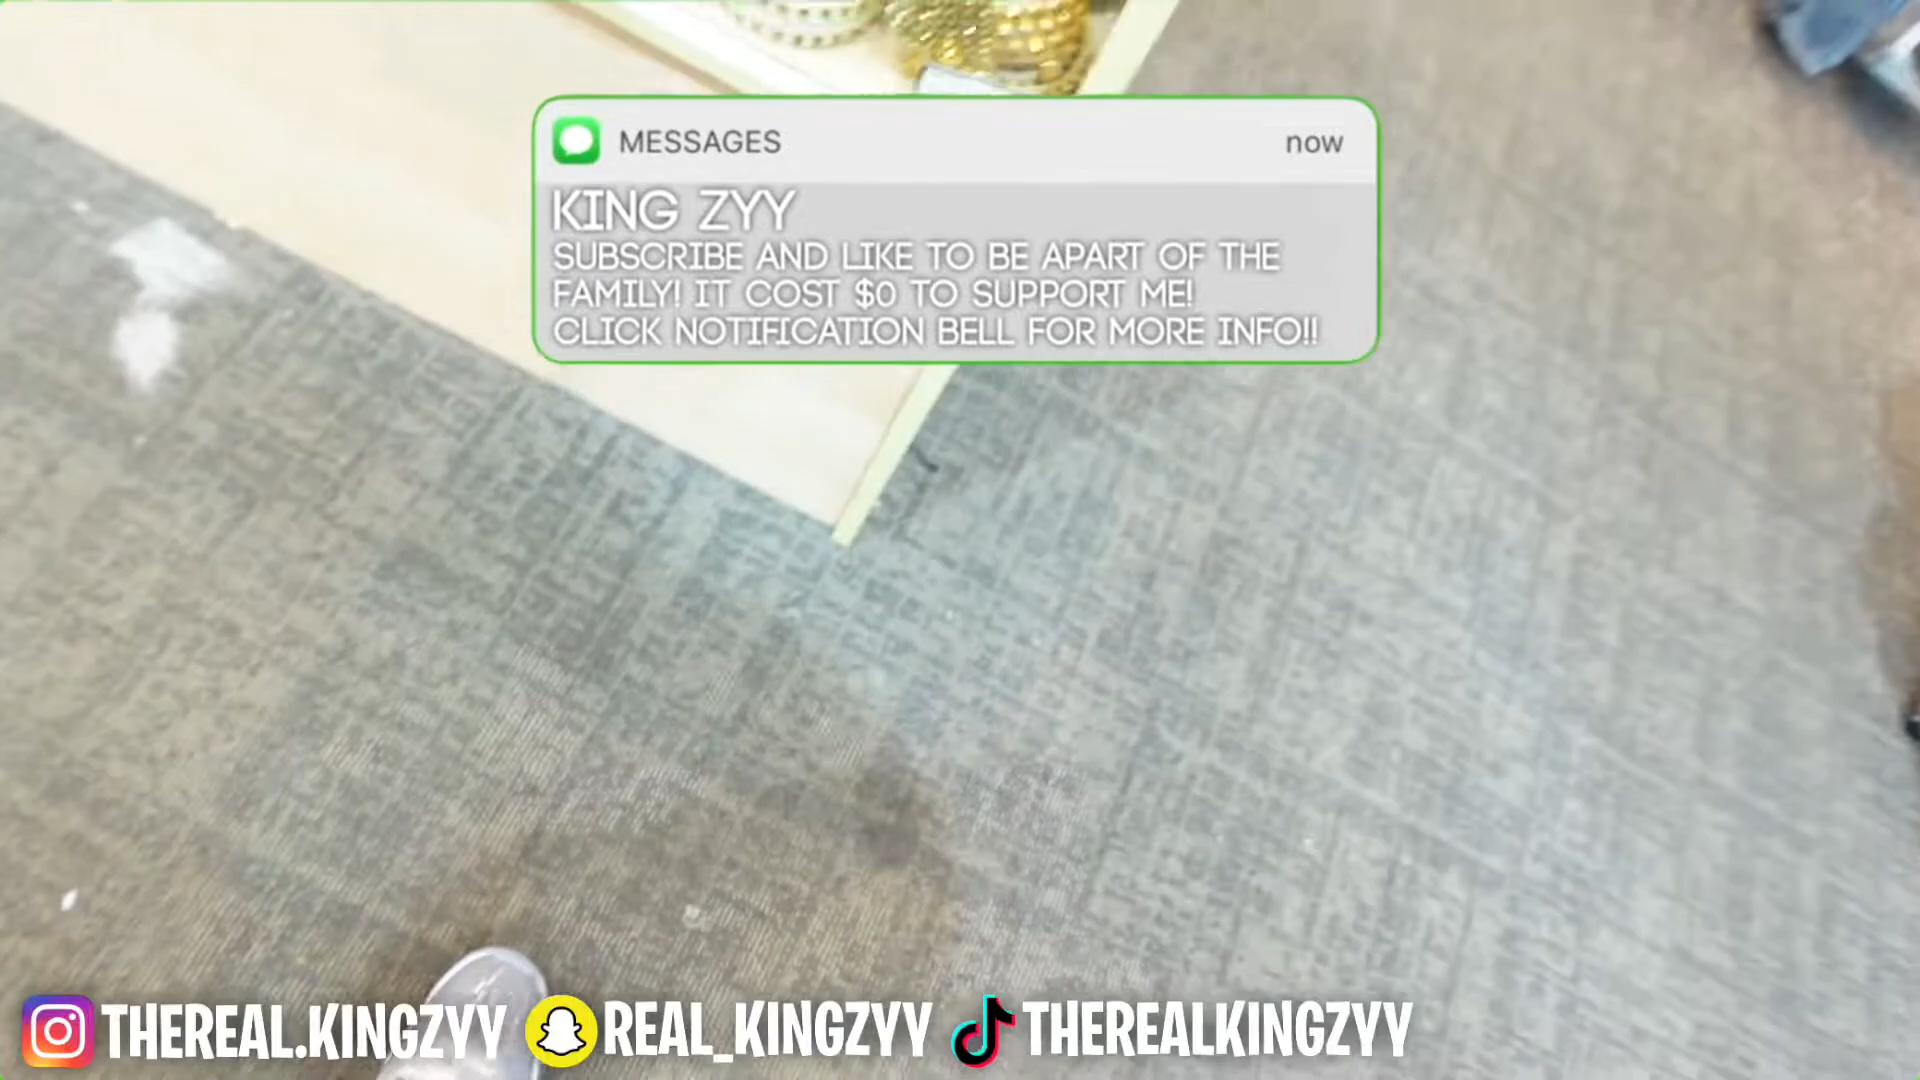 MESSAGES
now
KING ZYY
SUBSCRIBE AND LIKE TO BE APART OF THE
FAMILY! IT COST $0 TO SUPPORT ME!
CLICK NOTIFICATION BELL FOR MORE INFO!!
THEREAL.KINGZYY
REAL_KINGZYY
THEREALKINGZYY